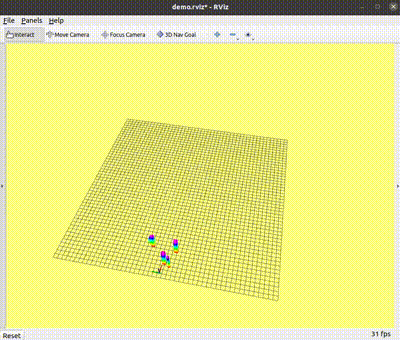 demo.rviz* - RViz
File Panels Help
Interact Move Camera Focus Camera 3D Nav Goal
Reset 31 fps